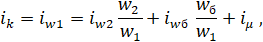 i_k = i_{w1} = i_{w2} \frac{w_2}{w_1} + i_{wб} \frac{w_б}{w_1} + i_μ ,